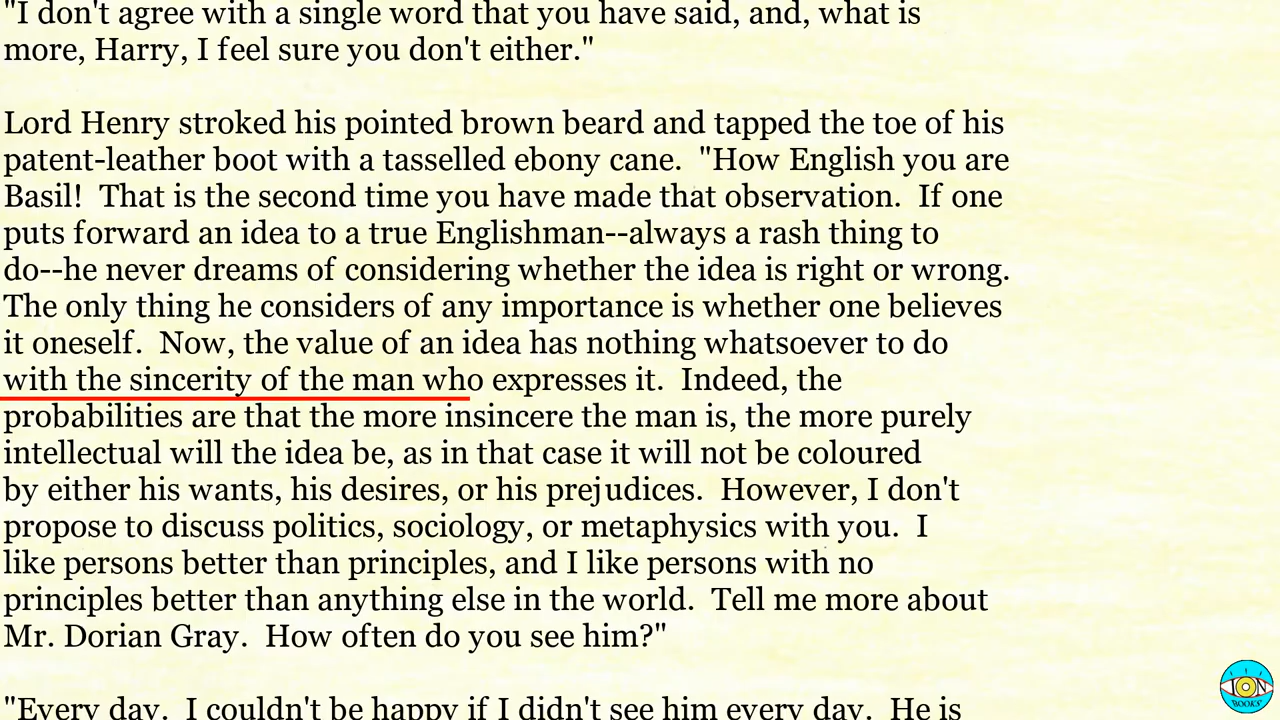 "I don't agree with a single word that you have said, and, what is
more, Harry, I feel sure you don't either."
Lord Henry stroked his pointed brown beard and tapped the toe of his
patent-leather boot with a tasselled ebony cane.  "How English you are
Basil!  That is the second time you have made that observation.  If one
puts forward an idea to a true Englishman--always a rash thing to
do--he never dreams of considering whether the idea is right or wrong.
The only thing he considers of any importance is whether one believes
it oneself.  Now, the value of an idea has nothing whatsoever to do
with the sincerity of the man who expresses it.  Indeed, the
probabilities are that the more insincere the man is, the more purely
intellectual will the idea be, as in that case it will not be coloured
by either his wants, his desires, or his prejudices.  However, I don't
propose to discuss politics, sociology, or metaphysics with you.  I
like persons better than principles, and I like persons with no
principles better than anything else in the world.  Tell me more about
Mr. Dorian Gray.  How often do you see him?"
"Every day.  I couldn't be happy if I didn't see him every day.  He is
ION
BOOKS